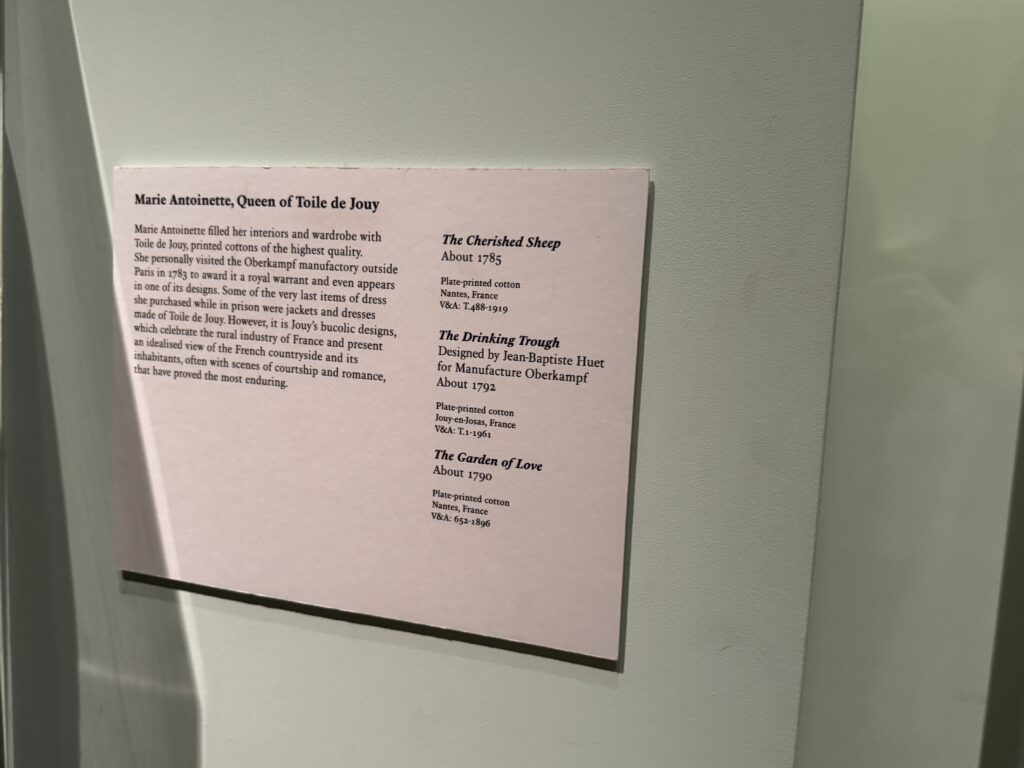 Marie Antoinette, Queen of Toile de Jouy
Marie Antoinette filled her interiors and wardrobe with
Toile de Jouy, printed cottons of the highest quality.
She personally visited the Oberkampf manufactory outside
Paris in 1783 to award it a royal warrant and even appears
in one of its designs. Some of the very last items of dress
she purchased while in prison were jackets and dresses
made of Toile de Jouy. However, it is Jouy's bucolic designs,
which celebrate the rural industry of France and present
an idealised view of the French countryside and its
inhabitants, often with scenes of courtship and romance,
that have proved the most enduring.
The Cherished Sheep
About 1785
Plate-printed cotton
Nantes, France
V&A: T.488-1919
The Drinking Trough
Designed by Jean-Baptiste Huet
for Manufacture Oberkampf
About 1792
Plate-printed cotton
Jouy-en-Josas, France
V&A: T.1-1961
The Garden of Love
About 1790
Plate-printed cotton
Nantes, France
V&A: 652-1896